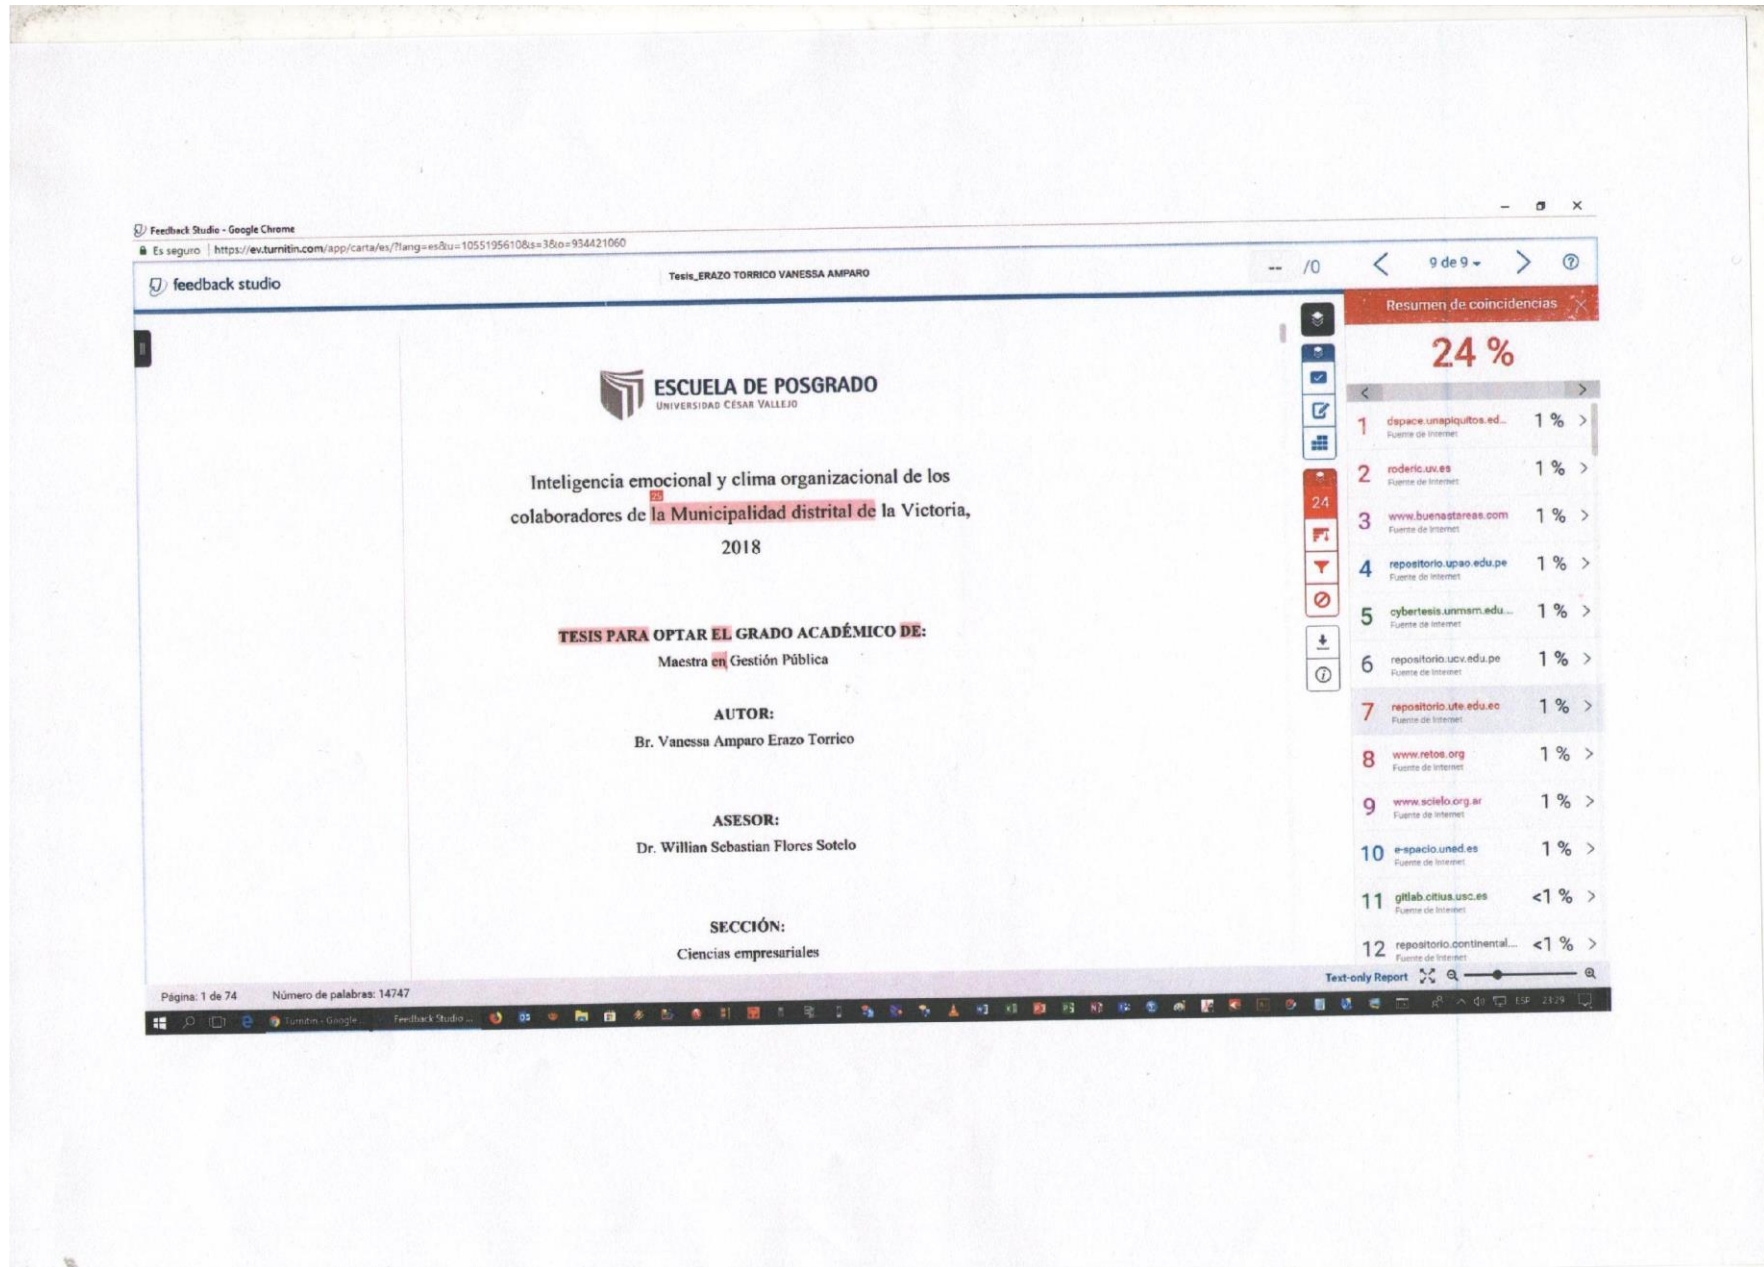 Feedback Studio - Google Chrome
Es seguro | https://ev.turnitin.com/app/carta/es/?lang=es&u=1055195610&s=3&o=934421060
feedback studio
Tesis_ERAZO TORRICO VANESSA AMPARO
-- /0
9 de 9
ESCUELA DE POSGRADO
UNIVERSIDAD CÉSAR VALLEJO
Inteligencia emocional y clima organizacional de los
25
colaboradores de la Municipalidad distrital de la Victoria,
2018
TESIS PARA OPTAR EL GRADO ACADÉMICO DE:
Maestra en Gestión Pública
AUTOR:
Br. Vanessa Amparo Erazo Torrico
ASESOR:
Dr. Willian Sebastian Flores Sotelo
SECCIÓN:
Ciencias empresariales
24
Resumen de coincidencias
24 %
1 dspace.unapiquitos.ed... 1 %
Fuente de Internet
2 roderic.uv.es 1 %
Fuente de Internet
3 www.buenastareas.com 1 %
Fuente de Internet
4 repositorio.upao.edu.pe 1 %
Fuente de Internet
5 cybertesis.unmsm.edu... 1 %
Fuente de Internet
6 repositorio.ucv.edu.pe 1 %
Fuente de Internet
7 repositorio.ute.edu.ec 1 %
Fuente de Internet
8 www.retos.org 1 %
Fuente de Internet
9 www.scielo.org.ar 1 %
Fuente de Internet
10 e-spacio.uned.es 1 %
Fuente de Internet
11 gitlab.citius.usc.es <1 %
Fuente de Internet
12 repositorio.continental... <1 %
Fuente de Internet
Página: 1 de 74 Número de palabras: 14747
Text-only Report
Turnitin - Google ... Feedback Studio ...
ESP 23:29